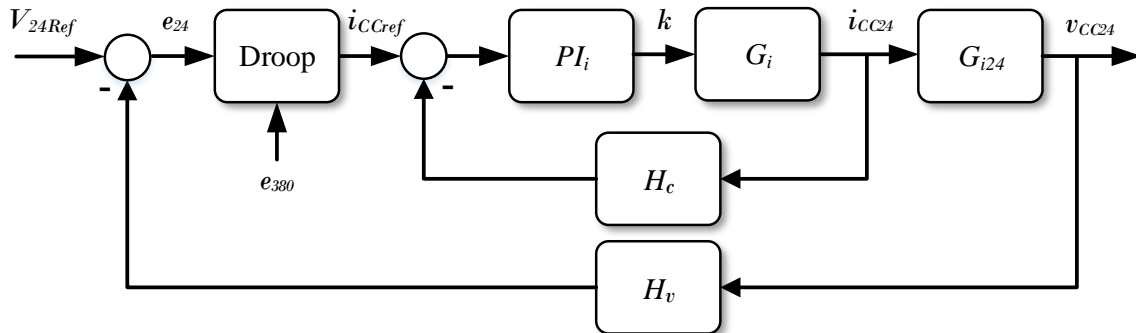 V24Ref
e24
Droop
iCCref
PIi
k
Gi
iCC24
Gi24
vCC24
-
-
e380
Hc
Hv